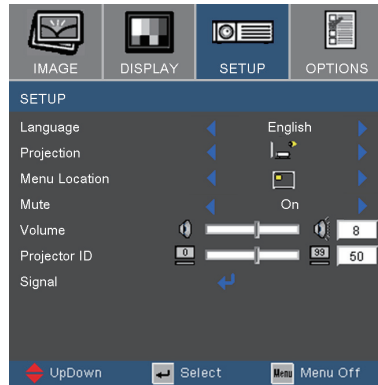 IMAGE DISPLAY SETUP OPTIONS
SETUP
Language English
Projection
Menu Location
Mute On
Volume 8
Projector ID 0 99 50
Signal
UpDown Select Menu Menu Off